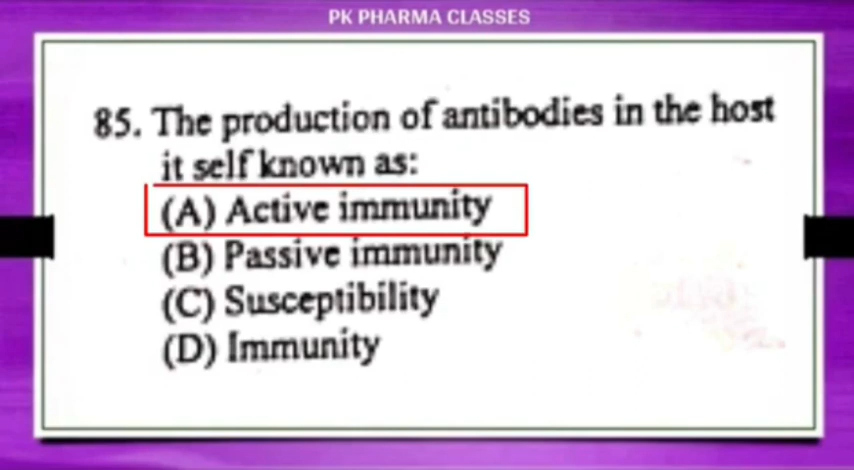 PK PHARMA CLASSES
85. The production of antibodies in the host
it self known as:
(A) Active immunity
(B) Passive immunity
(C) Susceptibility
(D) Immunity